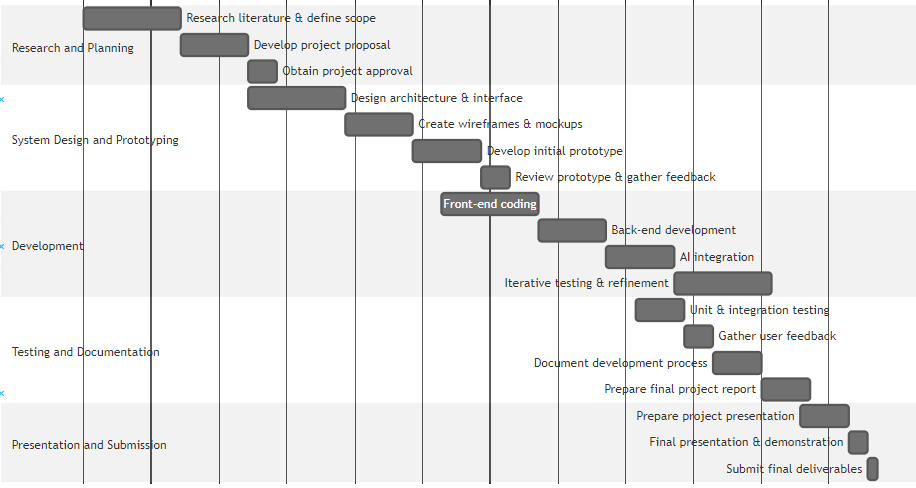 Research literature & define scope
Research and Planning
Develop project proposal
Obtain project approval
Design architecture & interface
Create wireframes & mockups
System Design and Prototyping
Develop initial prototype
Review prototype & gather feedback
Front-end coding
Back-end development
Development
AI integration
Iterative testing & refinement
Unit & integration testing
Gather user feedback
Testing and Documentation
Document development process
Prepare final project report
Prepare project presentation
Presentation and Submission
Final presentation & demonstration
Submit final deliverables